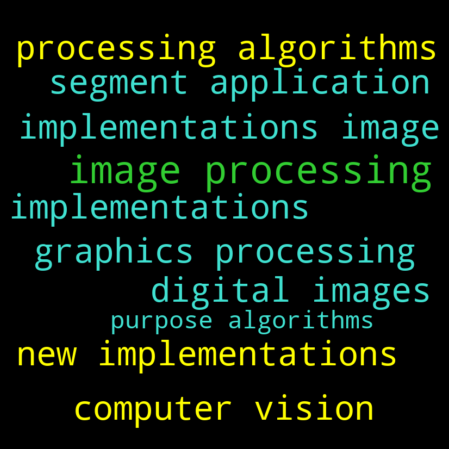 processing algorithms
segment application
implementations image
image processing
implementations
graphics processing
digital images
purpose algorithms
new implementations
computer vision